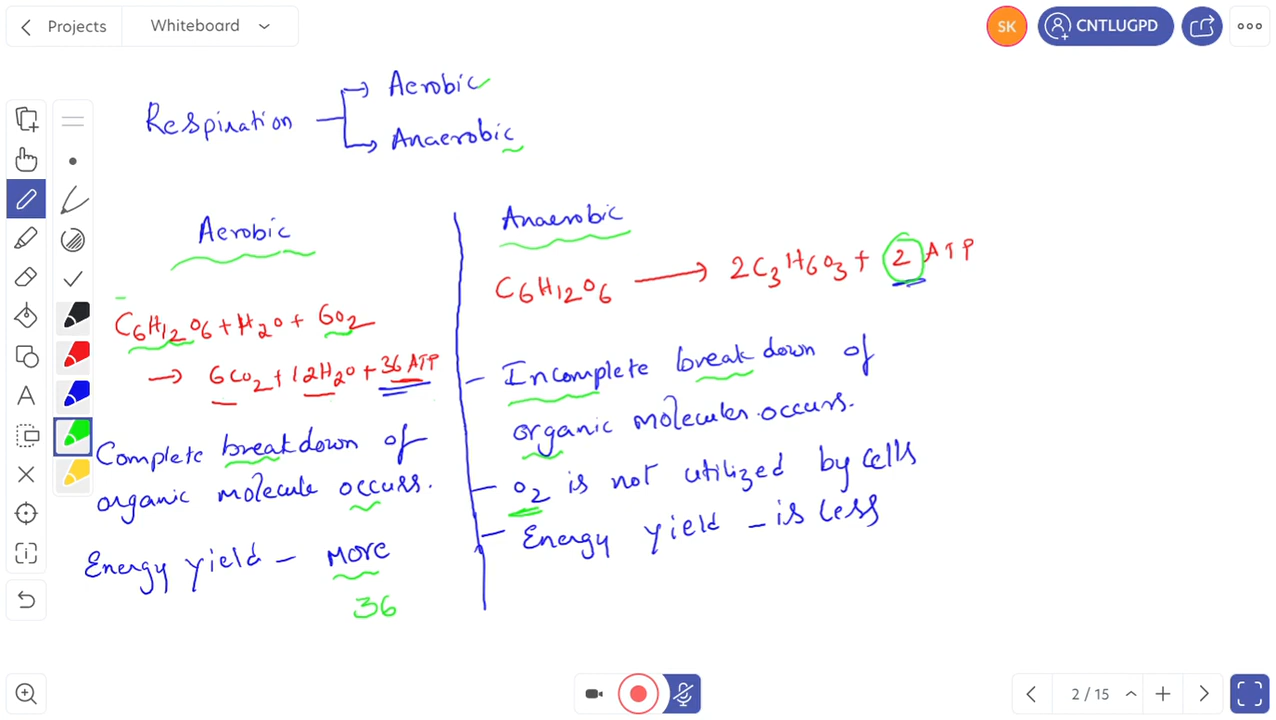 Projects
Whiteboard
SK
CNTLUGPD
Respiration
Aerobic
Anaerobic
Aerobic
C6H12O6 + H2O + 6O2
→ 6CO2 + 12H2O + 36 ATP
Complete breakdown of
organic molecule occurs.
Energy yield - More
36
Anaerobic
C6H12O6 → 2C3H6O3 + 2 ATP
- Incomplete breakdown of
organic molecules occurs.
- O2 is not utilized by cells
- Energy yield - is less
A
2 / 15